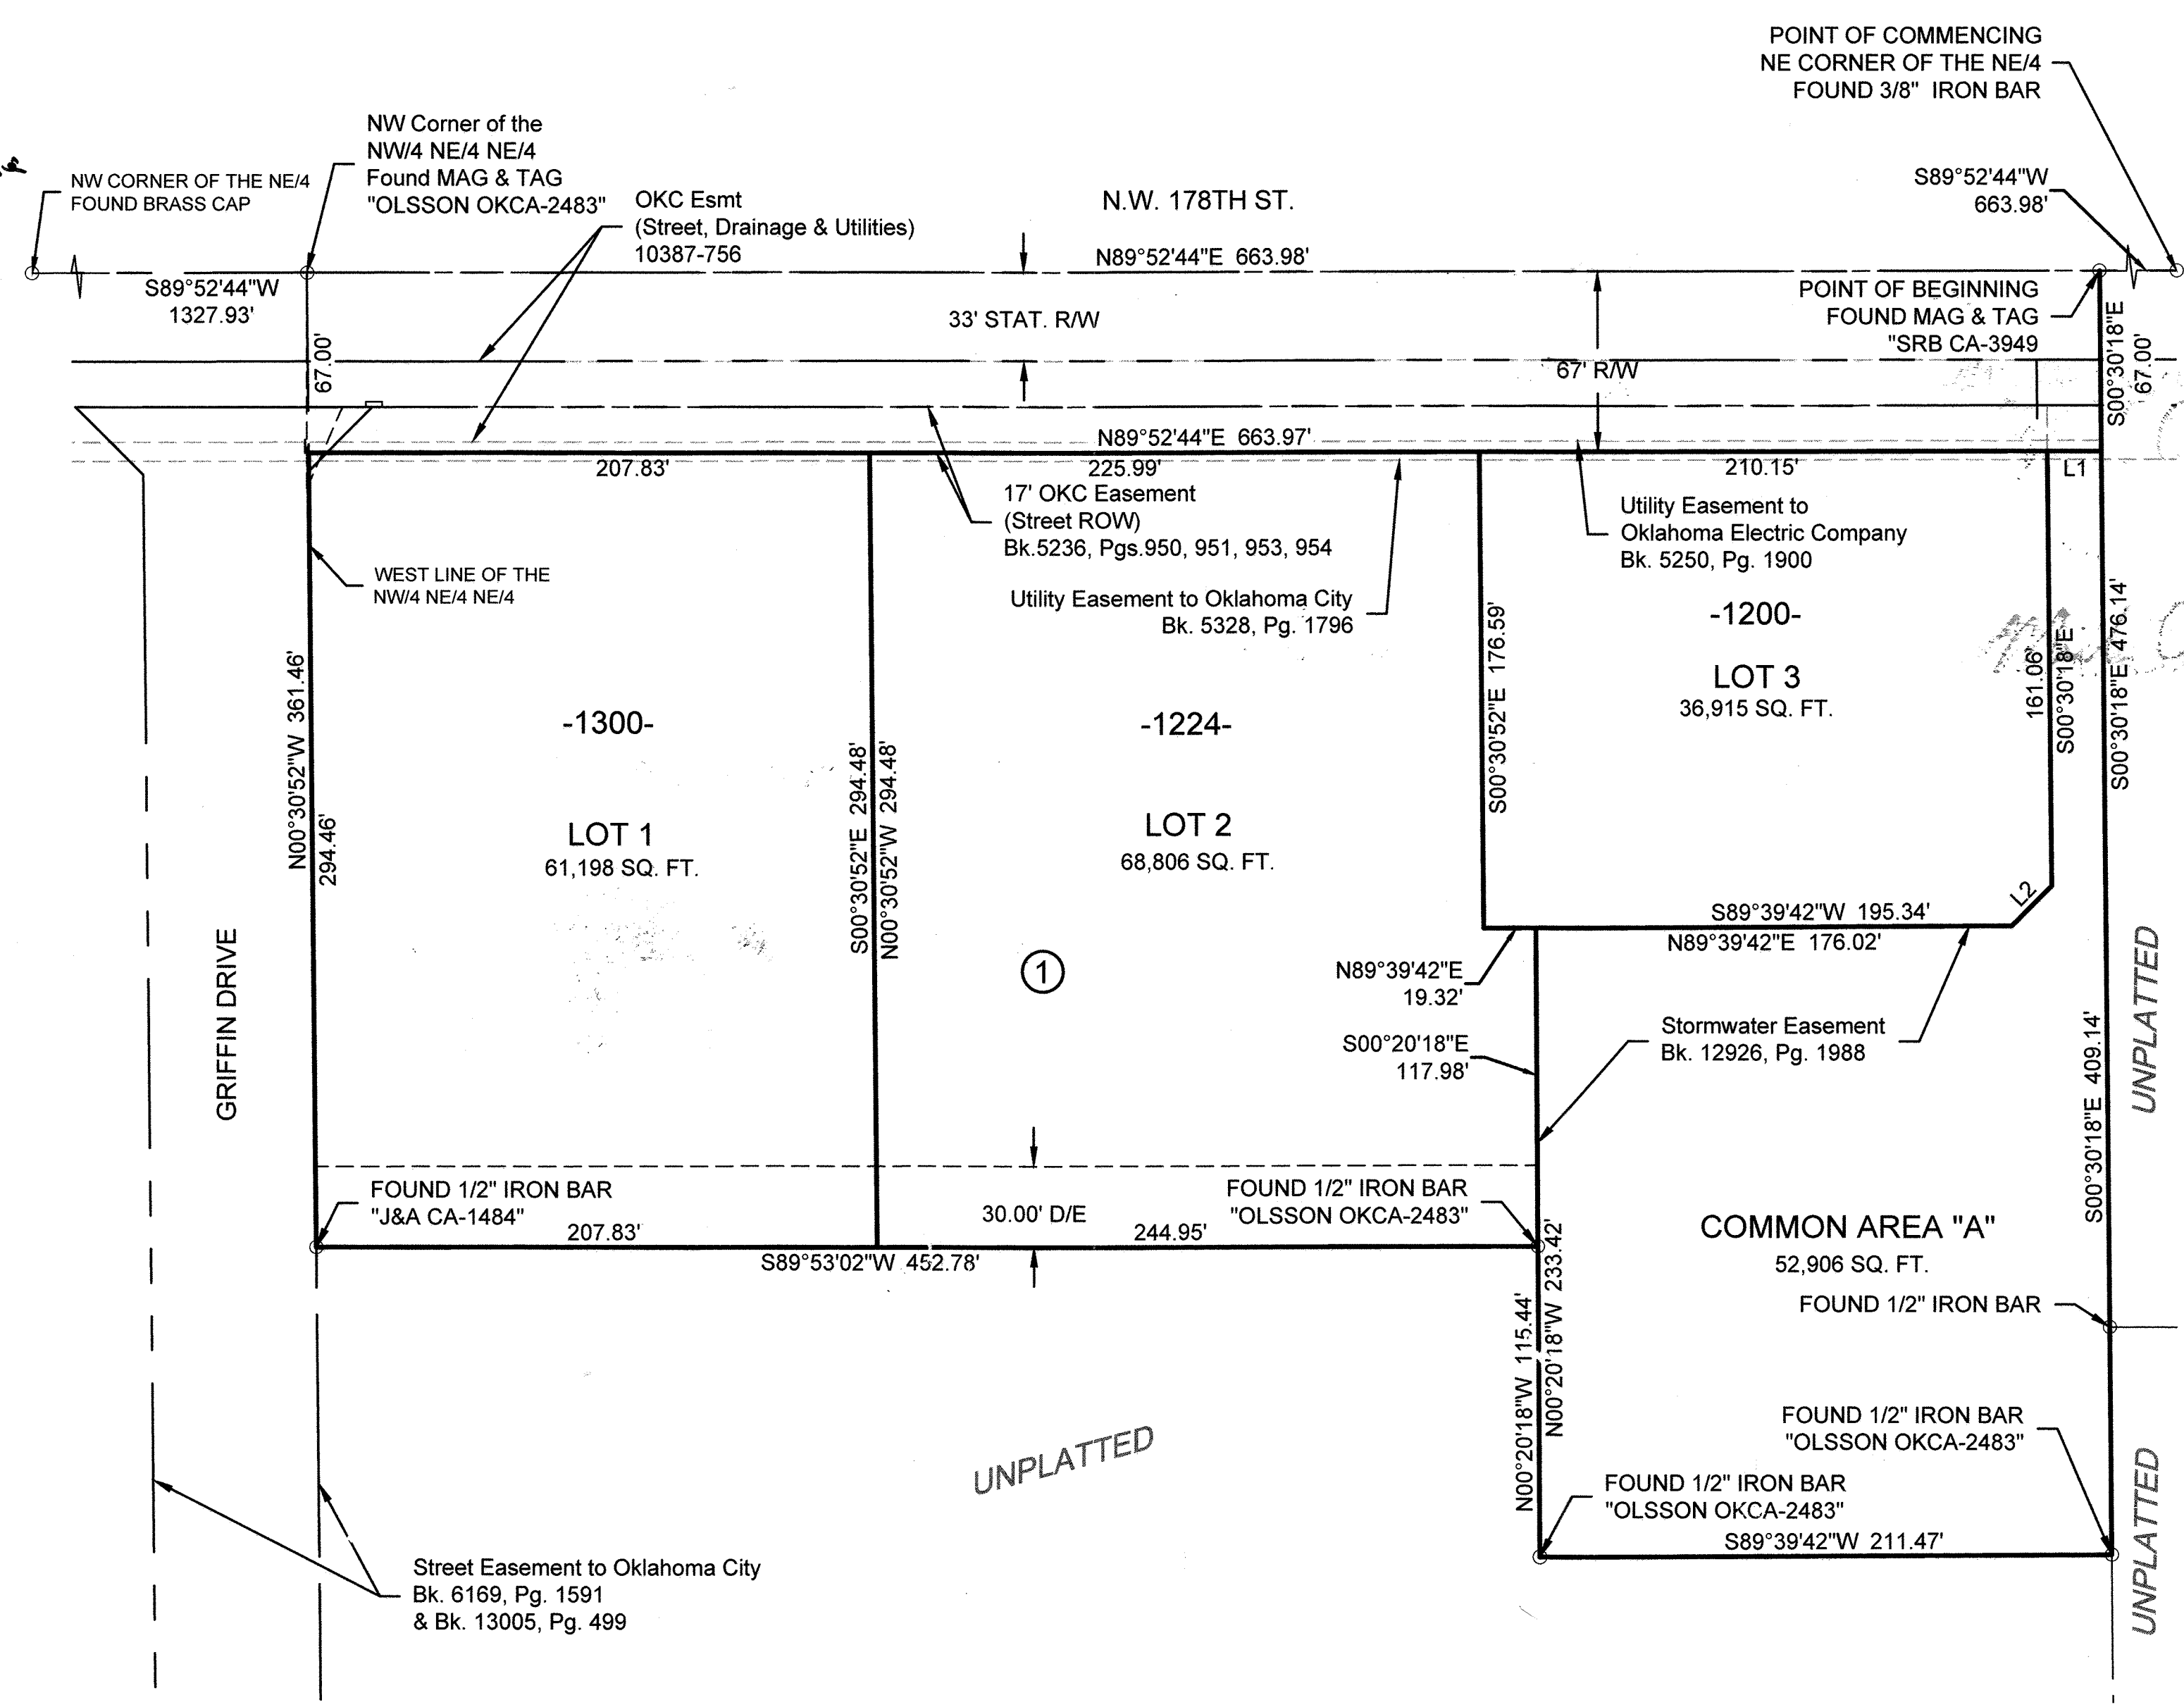 POINT OF COMMENCING
NE CORNER OF THE NE/4
FOUND 3/8" IRON BAR
NW Corner of the
NW/4 NE/4 NE/4
Found MAG & TAG
"OLSSON OKCA-2483"
NW CORNER OF THE NE/4
FOUND BRASS CAP
OKC Esmt
(Street, Drainage & Utilities)
10387-756
N.W. 178TH ST.
S89°52'44"W
663.98'
N89°52'44"E 663.98'
S89°52'44"W
1327.93'
33' STAT. R/W
POINT OF BEGINNING
FOUND MAG & TAG
"SRB CA-3949
S00°30'18"E
67.00'
67.00'
67' R/W
N89°52'44"E 663.97'
207.83'
225.99'
210.15'
L1
17' OKC Easement
(Street ROW)
Bk.5236, Pgs.950, 951, 953, 954
Utility Easement to
Oklahoma Electric Company
Bk. 5250, Pg. 1900
WEST LINE OF THE
NW/4 NE/4 NE/4
Utility Easement to Oklahoma City
Bk. 5328, Pg. 1796
-1300-
-1224-
-1200-
LOT 3
36,915 SQ. FT.
S00°30'52"E 176.59'
161.06'
S00°30'18"E
S00°30'18"E 476.14'
N00°30'52"W 361.46'
294.46'
LOT 1
61,198 SQ. FT.
S00°30'52"E 294.48'
N00°30'52"W 294.48'
LOT 2
68,806 SQ. FT.
L2
S89°39'42"W 195.34'
N89°39'42"E 176.02'
1
N89°39'42"E
19.32'
GRIFFIN DRIVE
S00°20'18"E
117.98'
Stormwater Easement
Bk. 12926, Pg. 1988
UNPLATTED
S00°30'18"E 409.14'
FOUND 1/2" IRON BAR
"J&A CA-1484"
207.83'
30.00' D/E
FOUND 1/2" IRON BAR
"OLSSON OKCA-2483"
244.95'
S89°53'02"W 452.78'
COMMON AREA "A"
52,906 SQ. FT.
FOUND 1/2" IRON BAR
N00°20'18"W 115.44'
N00°20'18"W 233.42'
FOUND 1/2" IRON BAR
"OLSSON OKCA-2483"
UNPLATTED
FOUND 1/2" IRON BAR
"OLSSON OKCA-2483"
S89°39'42"W 211.47'
UNPLATTED
Street Easement to Oklahoma City
Bk. 6169, Pg. 1591
& Bk. 13005, Pg. 499